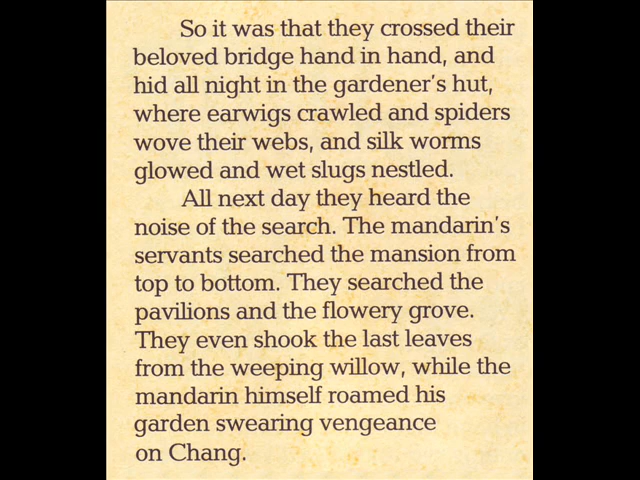 So it was that they crossed their
beloved bridge hand in hand, and
hid all night in the gardener's hut,
where earwigs crawled and spiders
wove their webs, and silk worms
glowed and wet slugs nestled.
All next day they heard the
noise of the search. The mandarin's
servants searched the mansion from
top to bottom. They searched the
pavilions and the flowery grove.
They even shook the last leaves
from the weeping willow, while the
mandarin himself roamed his
garden swearing vengeance
on Chang.